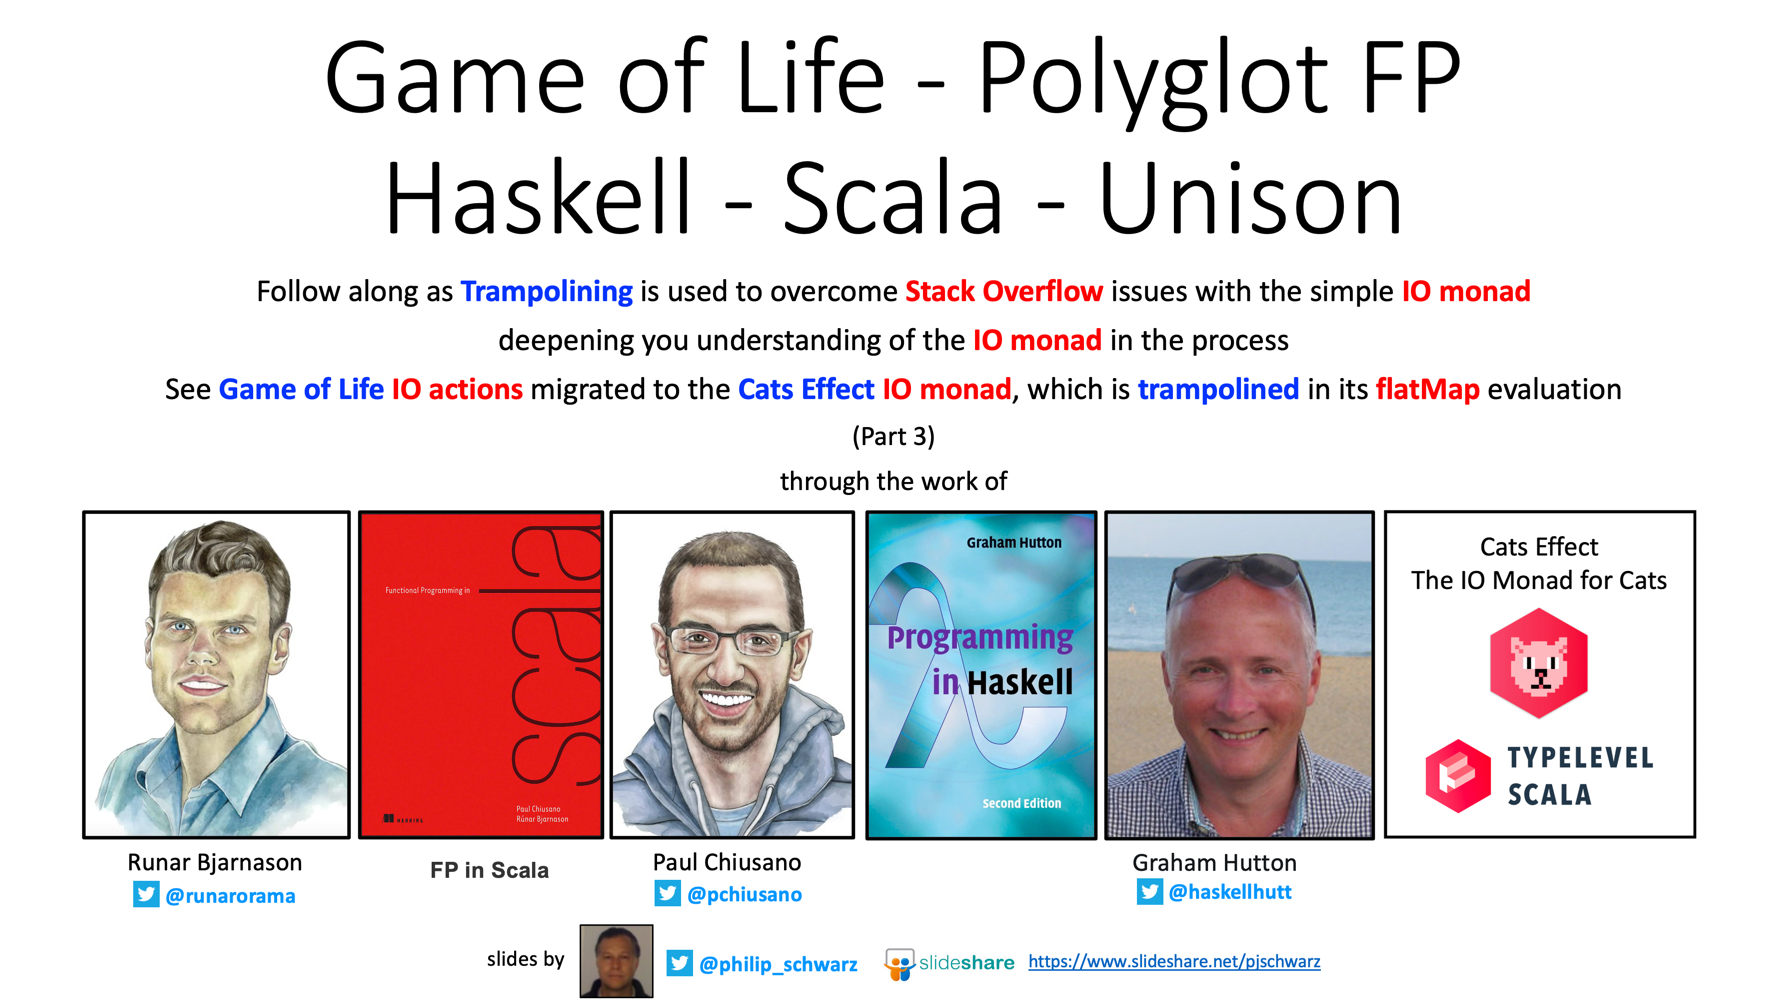 Game of Life - Polyglot FP
Haskell - Scala - Unison
Follow along as Trampolining is used to overcome Stack Overflow issues with the simple IO monad
deepening you understanding of the IO monad in the process
See Game of Life IO actions migrated to the Cats Effect IO monad, which is trampolined in its flatMap evaluation
(Part 3)
through the work of
Functional Programming in
scala
Paul Chiusano
Rúnar Bjarnason
MANNING
Graham Hutton
Programming
in Haskell
Second Edition
Cats Effect
The IO Monad for Cats
TYPELEVEL
SCALA
Runar Bjarnason
@runarorama
FP in Scala
Paul Chiusano
@pchiusano
Graham Hutton
@haskellhutt
slides by
@philip_schwarz
slideshare
https://www.slideshare.net/pjschwarz